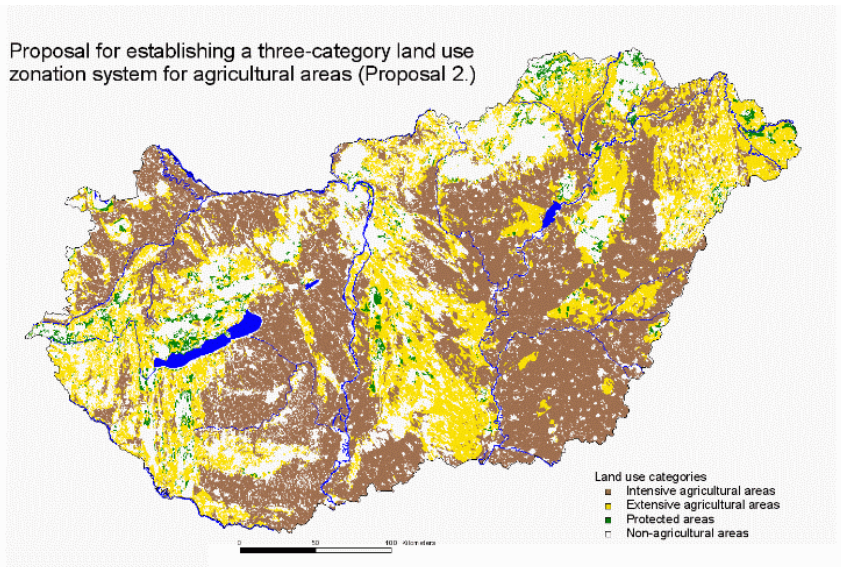 Proposal for establishing a three-category land use
zonation system for agricultural areas (Proposal 2.)
Land use categories
Intensive agricultural areas
Extensive agricultural areas
Protected areas
Non-agricultural areas
0 50 100 Kilometers